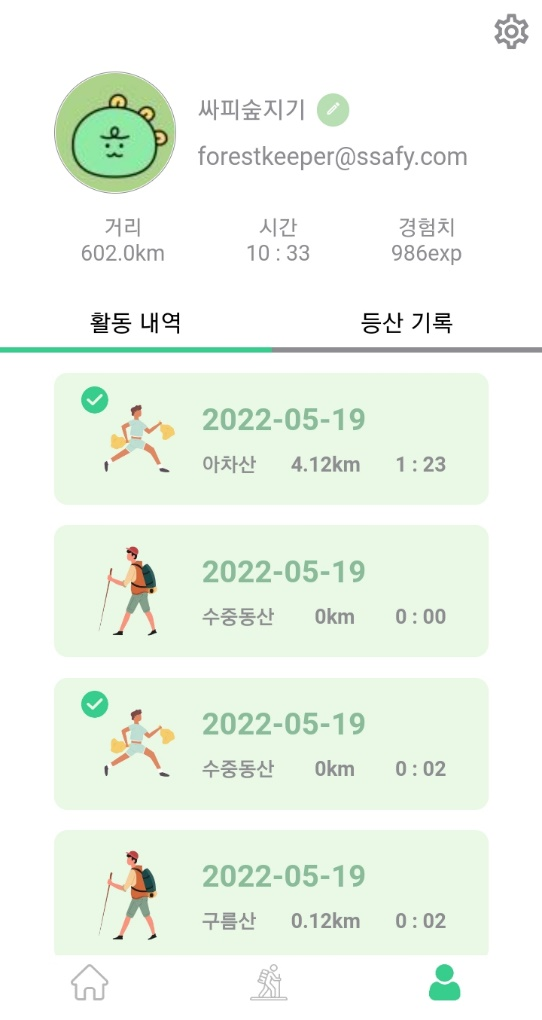 싸피숲지기
forestkeeper@ssafy.com
거리 시간 경험치
602.0km 10 : 33 986exp
활동 내역 등산 기록
2022-05-19
아차산 4.12km 1 : 23
2022-05-19
수중동산 0km 0 : 00
2022-05-19
수중동산 0km 0 : 02
2022-05-19
구름산 0.12km 0 : 02